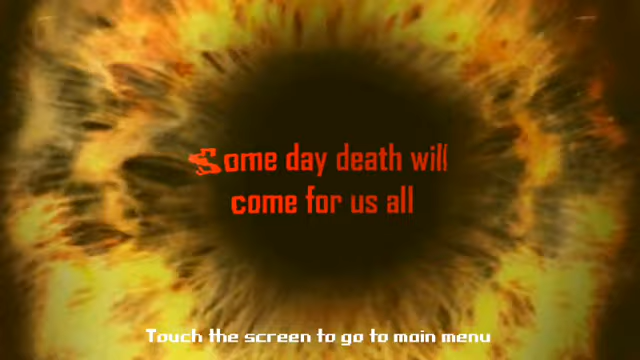 Some day death will
come for us all
Touch the screen to go to main menu